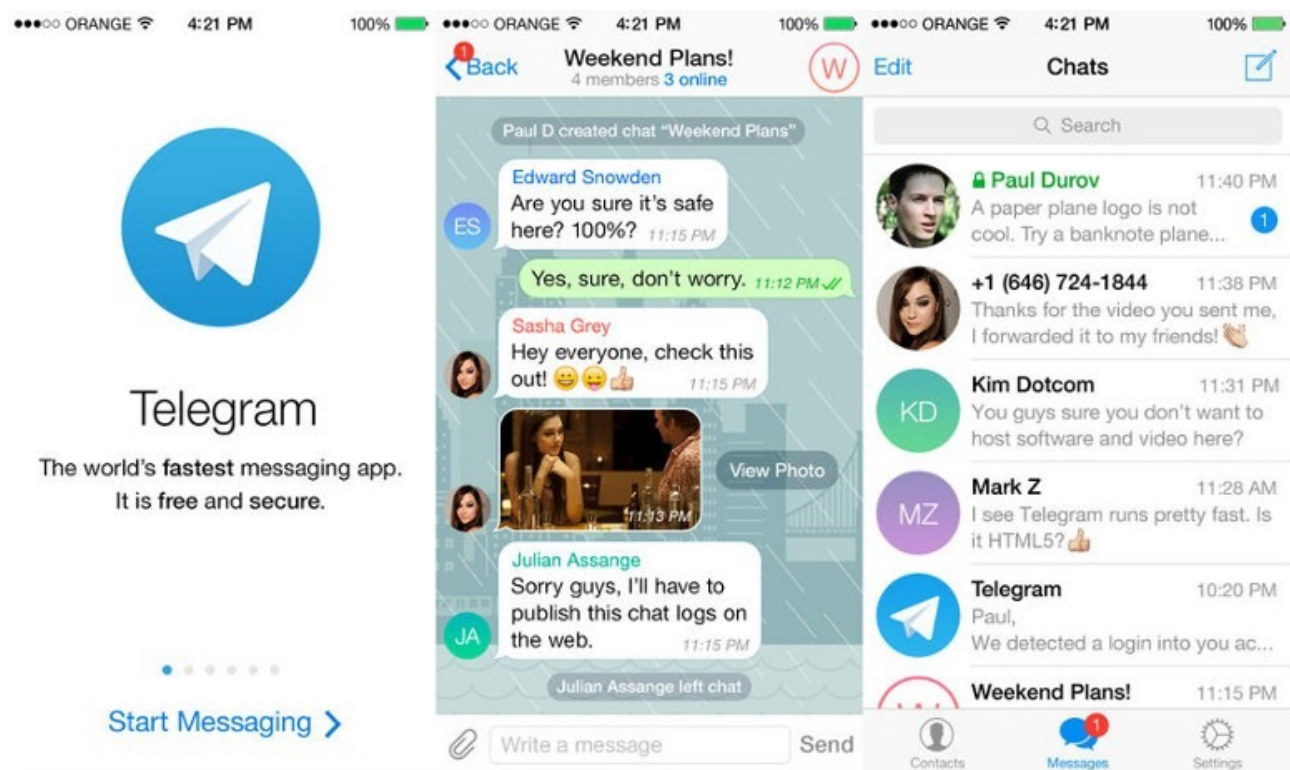 ORANGE 4:21 PM 100%
Telegram
The world's fastest messaging app.
It is free and secure.
Start Messaging
ORANGE 4:21 PM 100%
1
Back
Weekend Plans!
4 members 3 online
W
Paul D created chat “Weekend Plans”
Edward Snowden
Are you sure it's safe
here? 100%? 11:15 PM
ES
Yes, sure, don't worry. 11:12 PM
Sasha Grey
Hey everyone, check this
out! 😀😛👍 11:15 PM
View Photo
11:13 PM
Julian Assange
Sorry guys, I'll have to
publish this chat logs on
the web. 11:15 PM
JA
Julian Assange left chat
Write a message
Send
ORANGE 4:21 PM 100%
Edit
Chats
Search
Paul Durov 11:40 PM
A paper plane logo is not
cool. Try a banknote plane...
1
+1 (646) 724-1844 11:38 PM
Thanks for the video you sent me,
I forwarded it to my friends! 👏
KD
Kim Dotcom 11:31 PM
You guys sure you don't want to
host software and video here?
MZ
Mark Z 11:28 AM
I see Telegram runs pretty fast. Is
it HTML5? 👍
Telegram 10:20 PM
Paul,
We detected a login into you ac...
Weekend Plans! 11:15 PM
Contacts
1
Messages
Settings